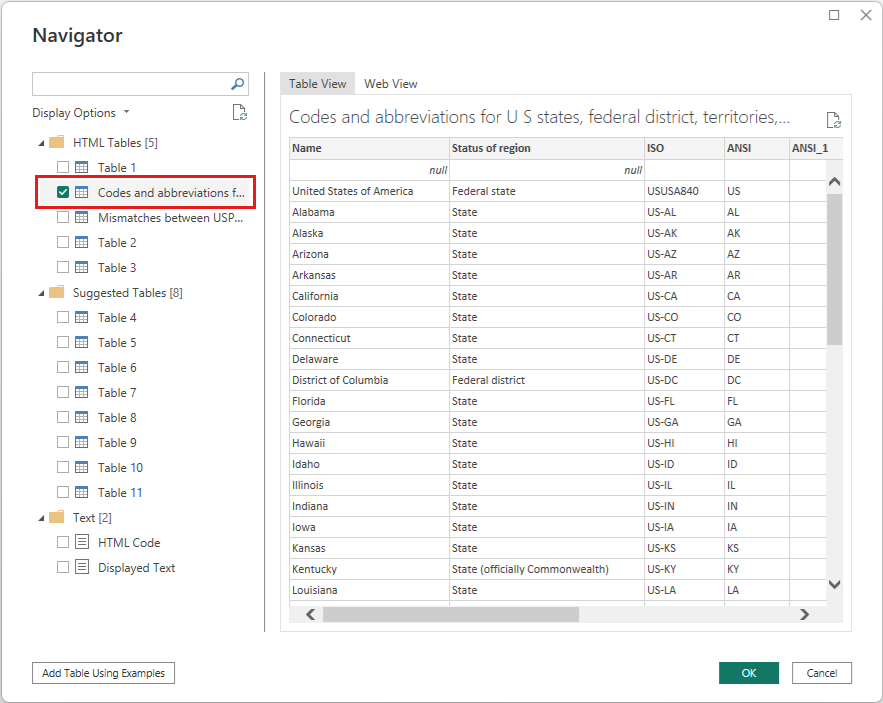 Navigator
Display Options
HTML Tables [5]
Table 1
Codes and abbreviations f...
Mismatches between USP...
Table 2
Table 3
Suggested Tables [8]
Table 4
Table 5
Table 6
Table 7
Table 8
Table 9
Table 10
Table 11
Text [2]
HTML Code
Displayed Text
Table View Web View
Codes and abbreviations for U S states, federal district, territories,...
Name Status of region ISO ANSI ANSI_1
null null
United States of America Federal state USUSA840 US
Alabama State US-AL AL
Alaska State US-AK AK
Arizona State US-AZ AZ
Arkansas State US-AR AR
California State US-CA CA
Colorado State US-CO CO
Connecticut State US-CT CT
Delaware State US-DE DE
District of Columbia Federal district US-DC DC
Florida State US-FL FL
Georgia State US-GA GA
Hawaii State US-HI HI
Idaho State US-ID ID
Illinois State US-IL IL
Indiana State US-IN IN
Iowa State US-IA IA
Kansas State US-KS KS
Kentucky State (officially Commonwealth) US-KY KY
Louisiana State US-LA LA
Add Table Using Examples
OK Cancel